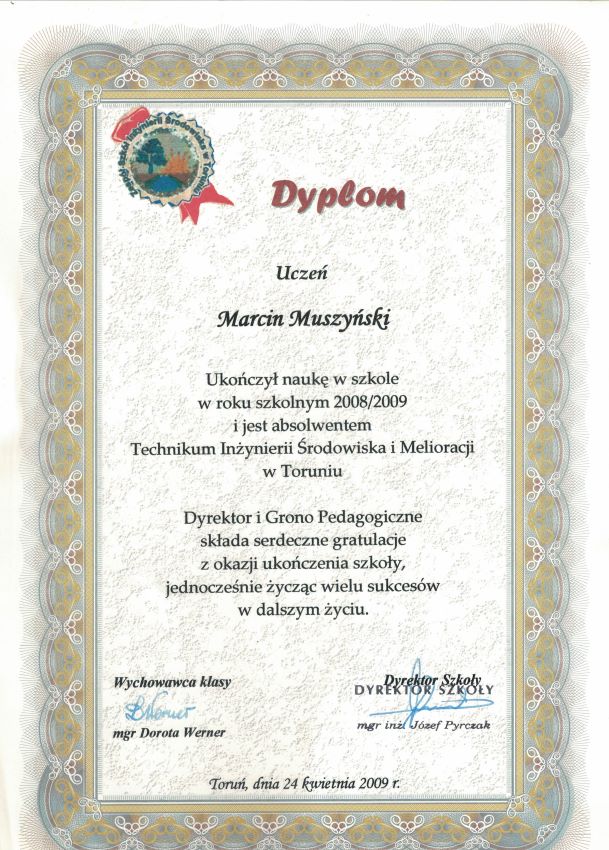 Dyplom
Uczeń
Marcin Muszyński
Ukończył naukę w szkole
w roku szkolnym 2008/2009
i jest absolwentem
Technikum Inżynierii Środowiska i Melioracji
w Toruniu
Dyrektor i Grono Pedagogiczne
składa serdeczne gratulacje
z okazji ukończenia szkoły,
jednocześnie życząc wielu sukcesów
w dalszym życiu.
Wychowawca klasy
DWerner
mgr Dorota Werner
Dyrektor Szkoły
DYREKTOR SZKOŁY
mgr inż. Józef Pyrczak
Toruń, dnia 24 kwietnia 2009 r.